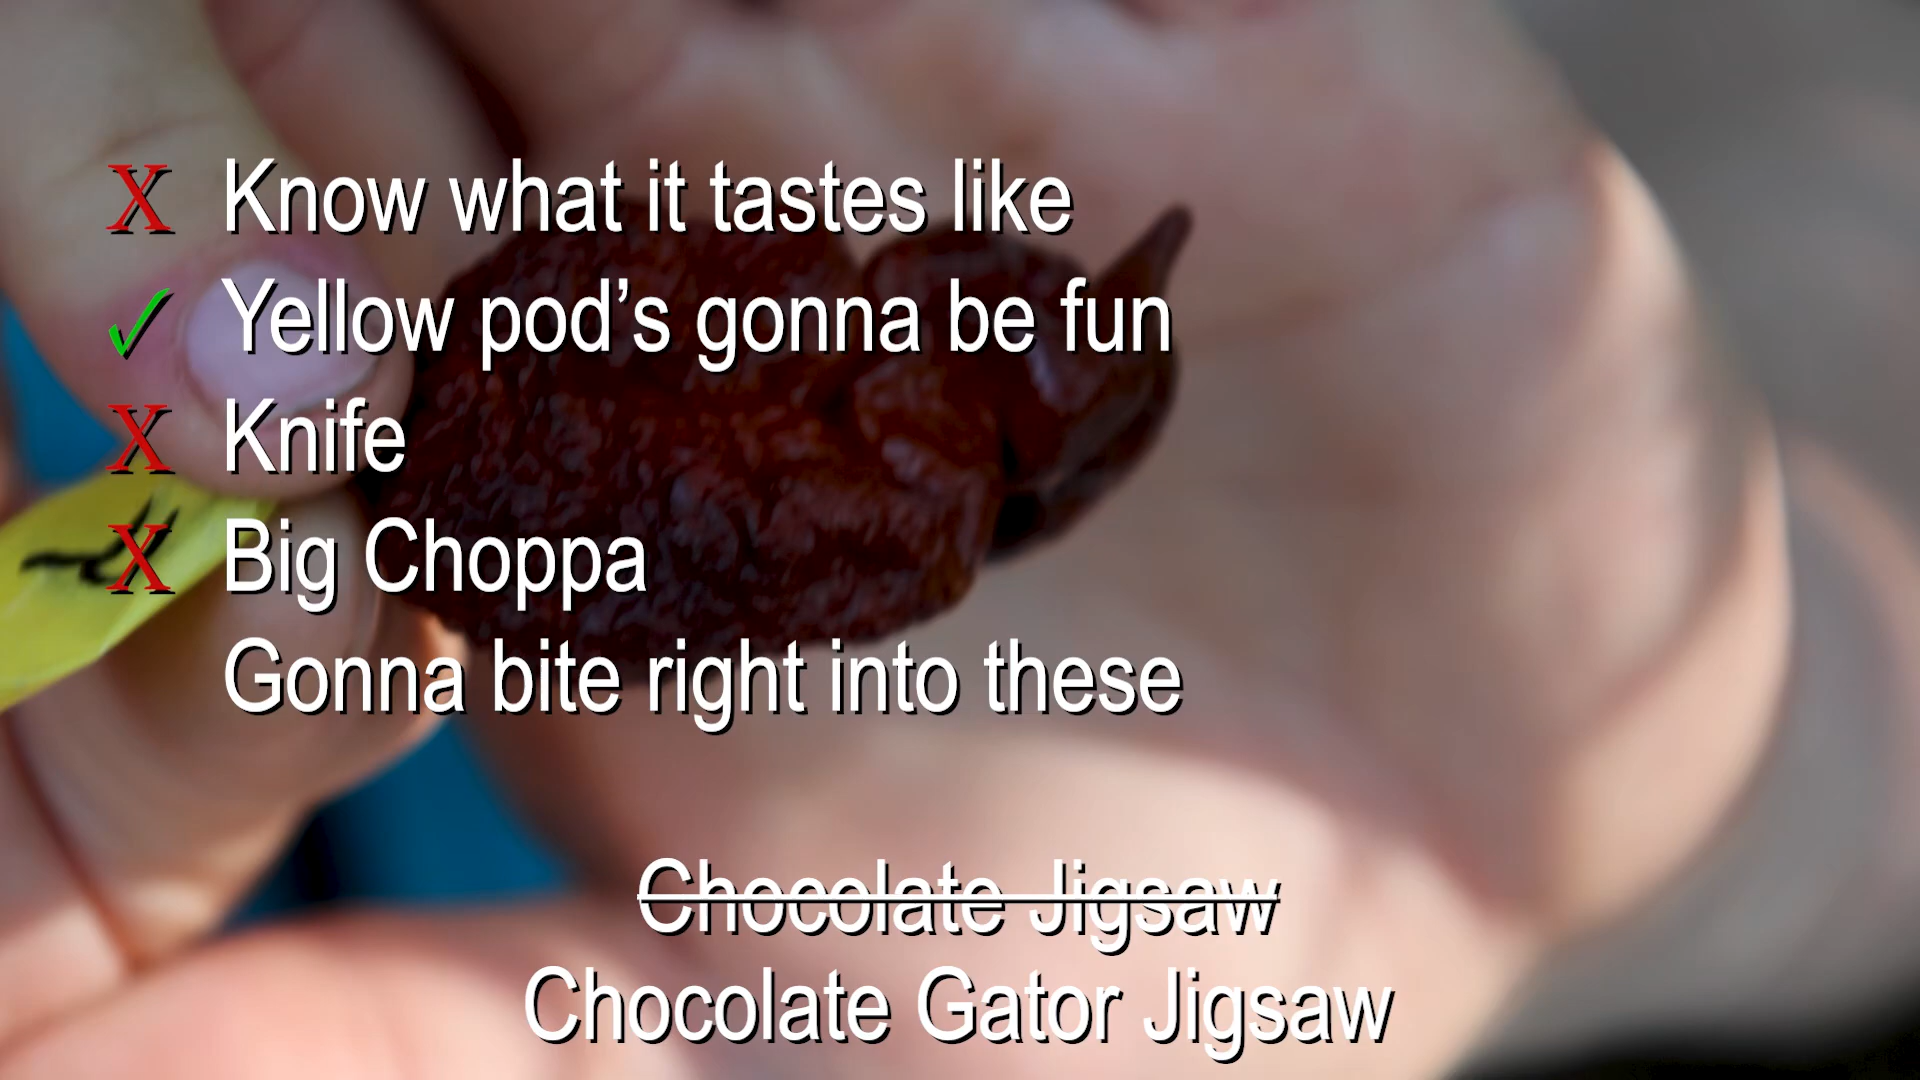 X Know what it tastes like
✓ Yellow pod’s gonna be fun
X Knife
X Big Choppa
Gonna bite right into these
Chocolate Jigsaw
Chocolate Gator Jigsaw